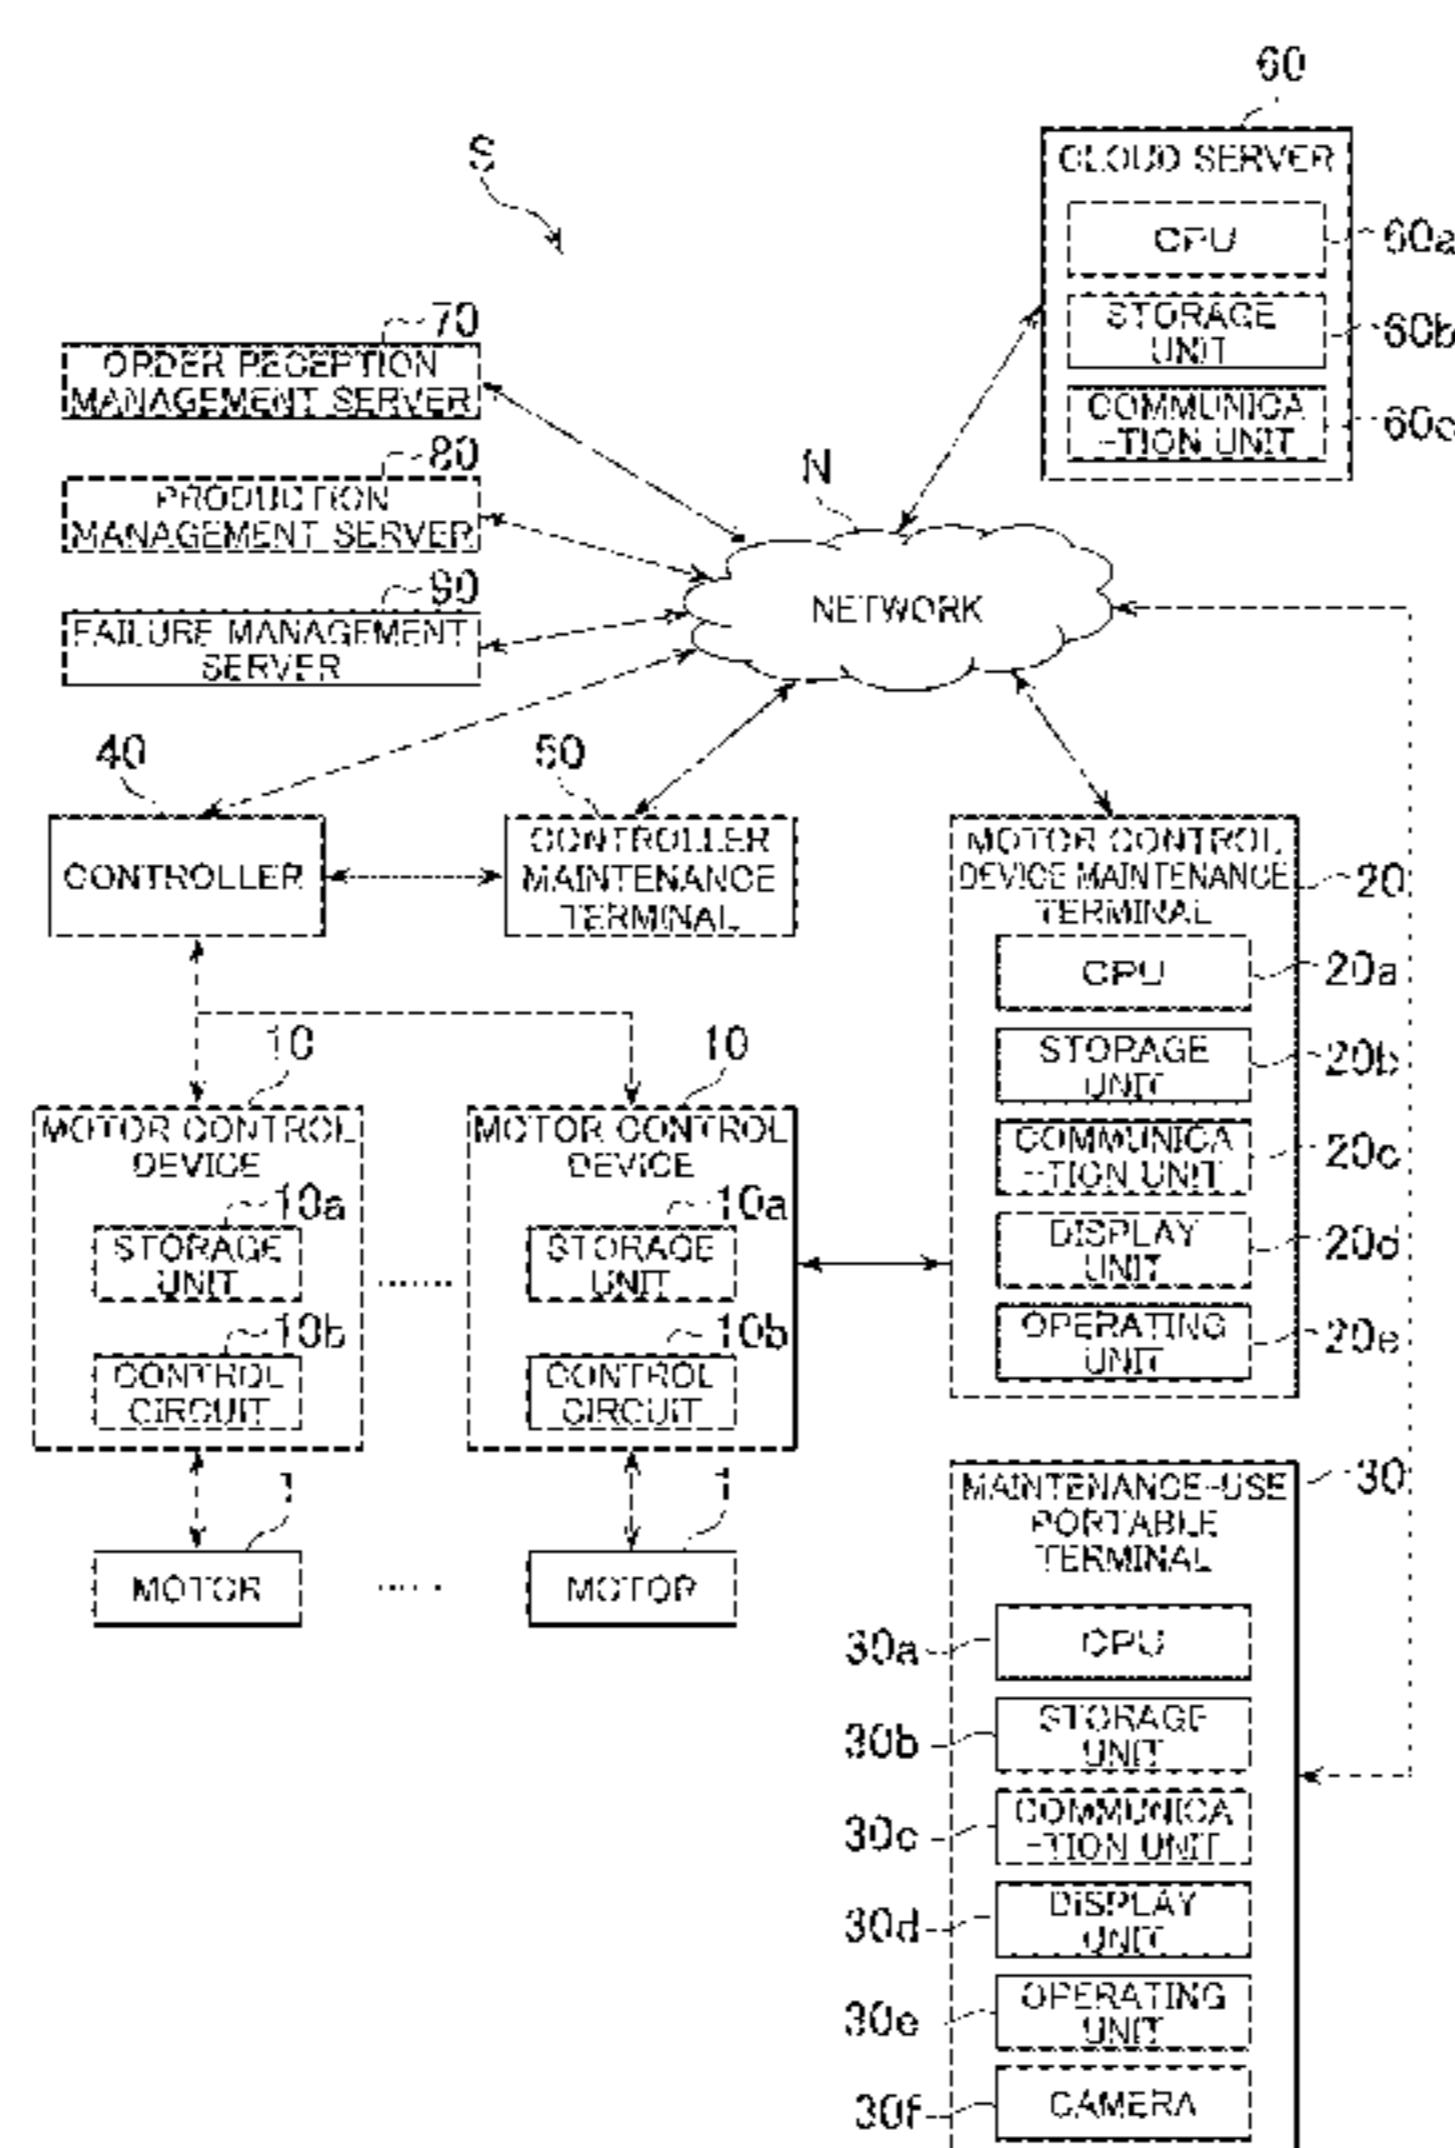 60
CLOUD SERVER
CPU
60a
STORAGE
UNIT
60b
COMMUNICA
-TION UNIT
60c
S
70
ORDER RECEPTION
MANAGEMENT SERVER
80
PRODUCTION
MANAGEMENT SERVER
90
FAILURE MANAGEMENT
SERVER
N
NETWORK
40
CONTROLLER
50
CONTROLLER
MAINTENANCE
TERMINAL
MOTOR CONTROL
DEVICE MAINTENANCE
TERMINAL
20
CPU
20a
STORAGE
UNIT
20b
COMMUNICA
-TION UNIT
20c
DISPLAY
UNIT
20d
OPERATING
UNIT
20e
10
MOTOR CONTROL
DEVICE
10a
STORAGE
UNIT
10b
CONTROL
CIRCUIT
......
10
MOTOR CONTROL
DEVICE
10a
STORAGE
UNIT
10b
CONTROL
CIRCUIT
1
MOTOR
.....
1
MOTOR
MAINTENANCE-USE
PORTABLE
TERMINAL
30
30a
CPU
30b
STORAGE
UNIT
30c
COMMUNICA
-TION UNIT
30d
DISPLAY
UNIT
30e
OPERATING
UNIT
30f
CAMERA